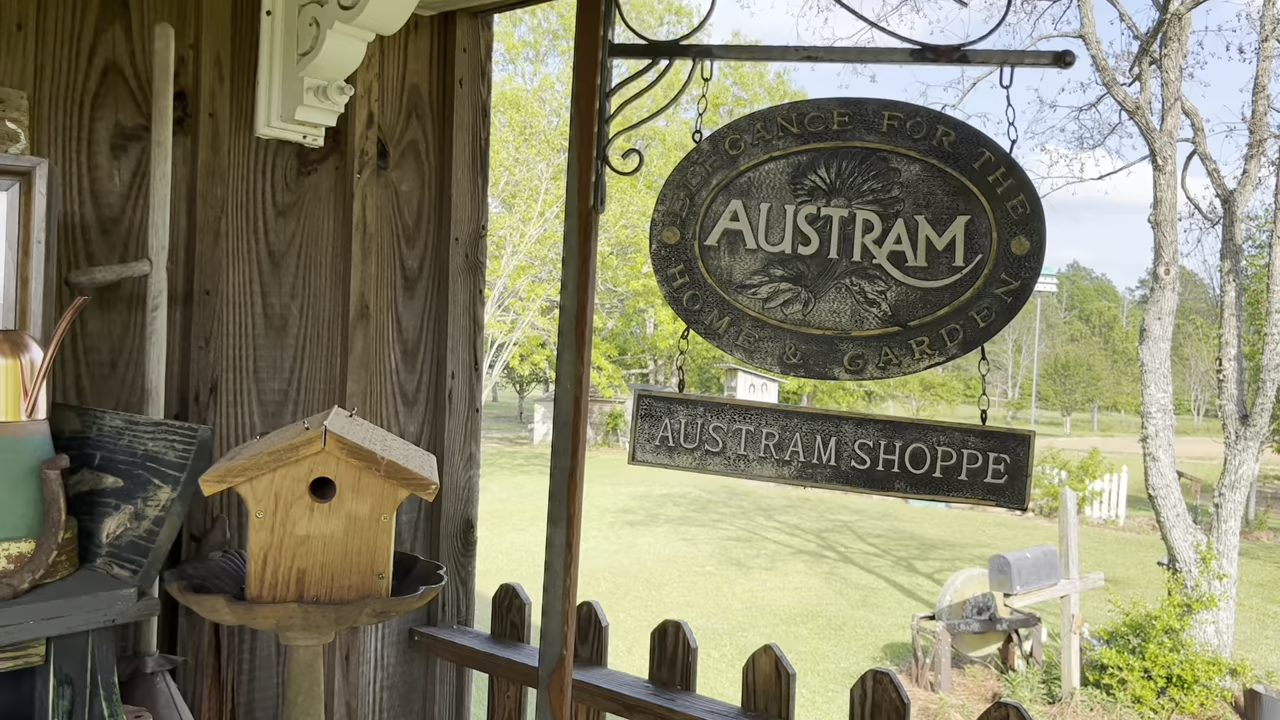 ELEGANCE FOR THE
AUSTRAM
HOME & GARDEN
AUSTRAM SHOPPE